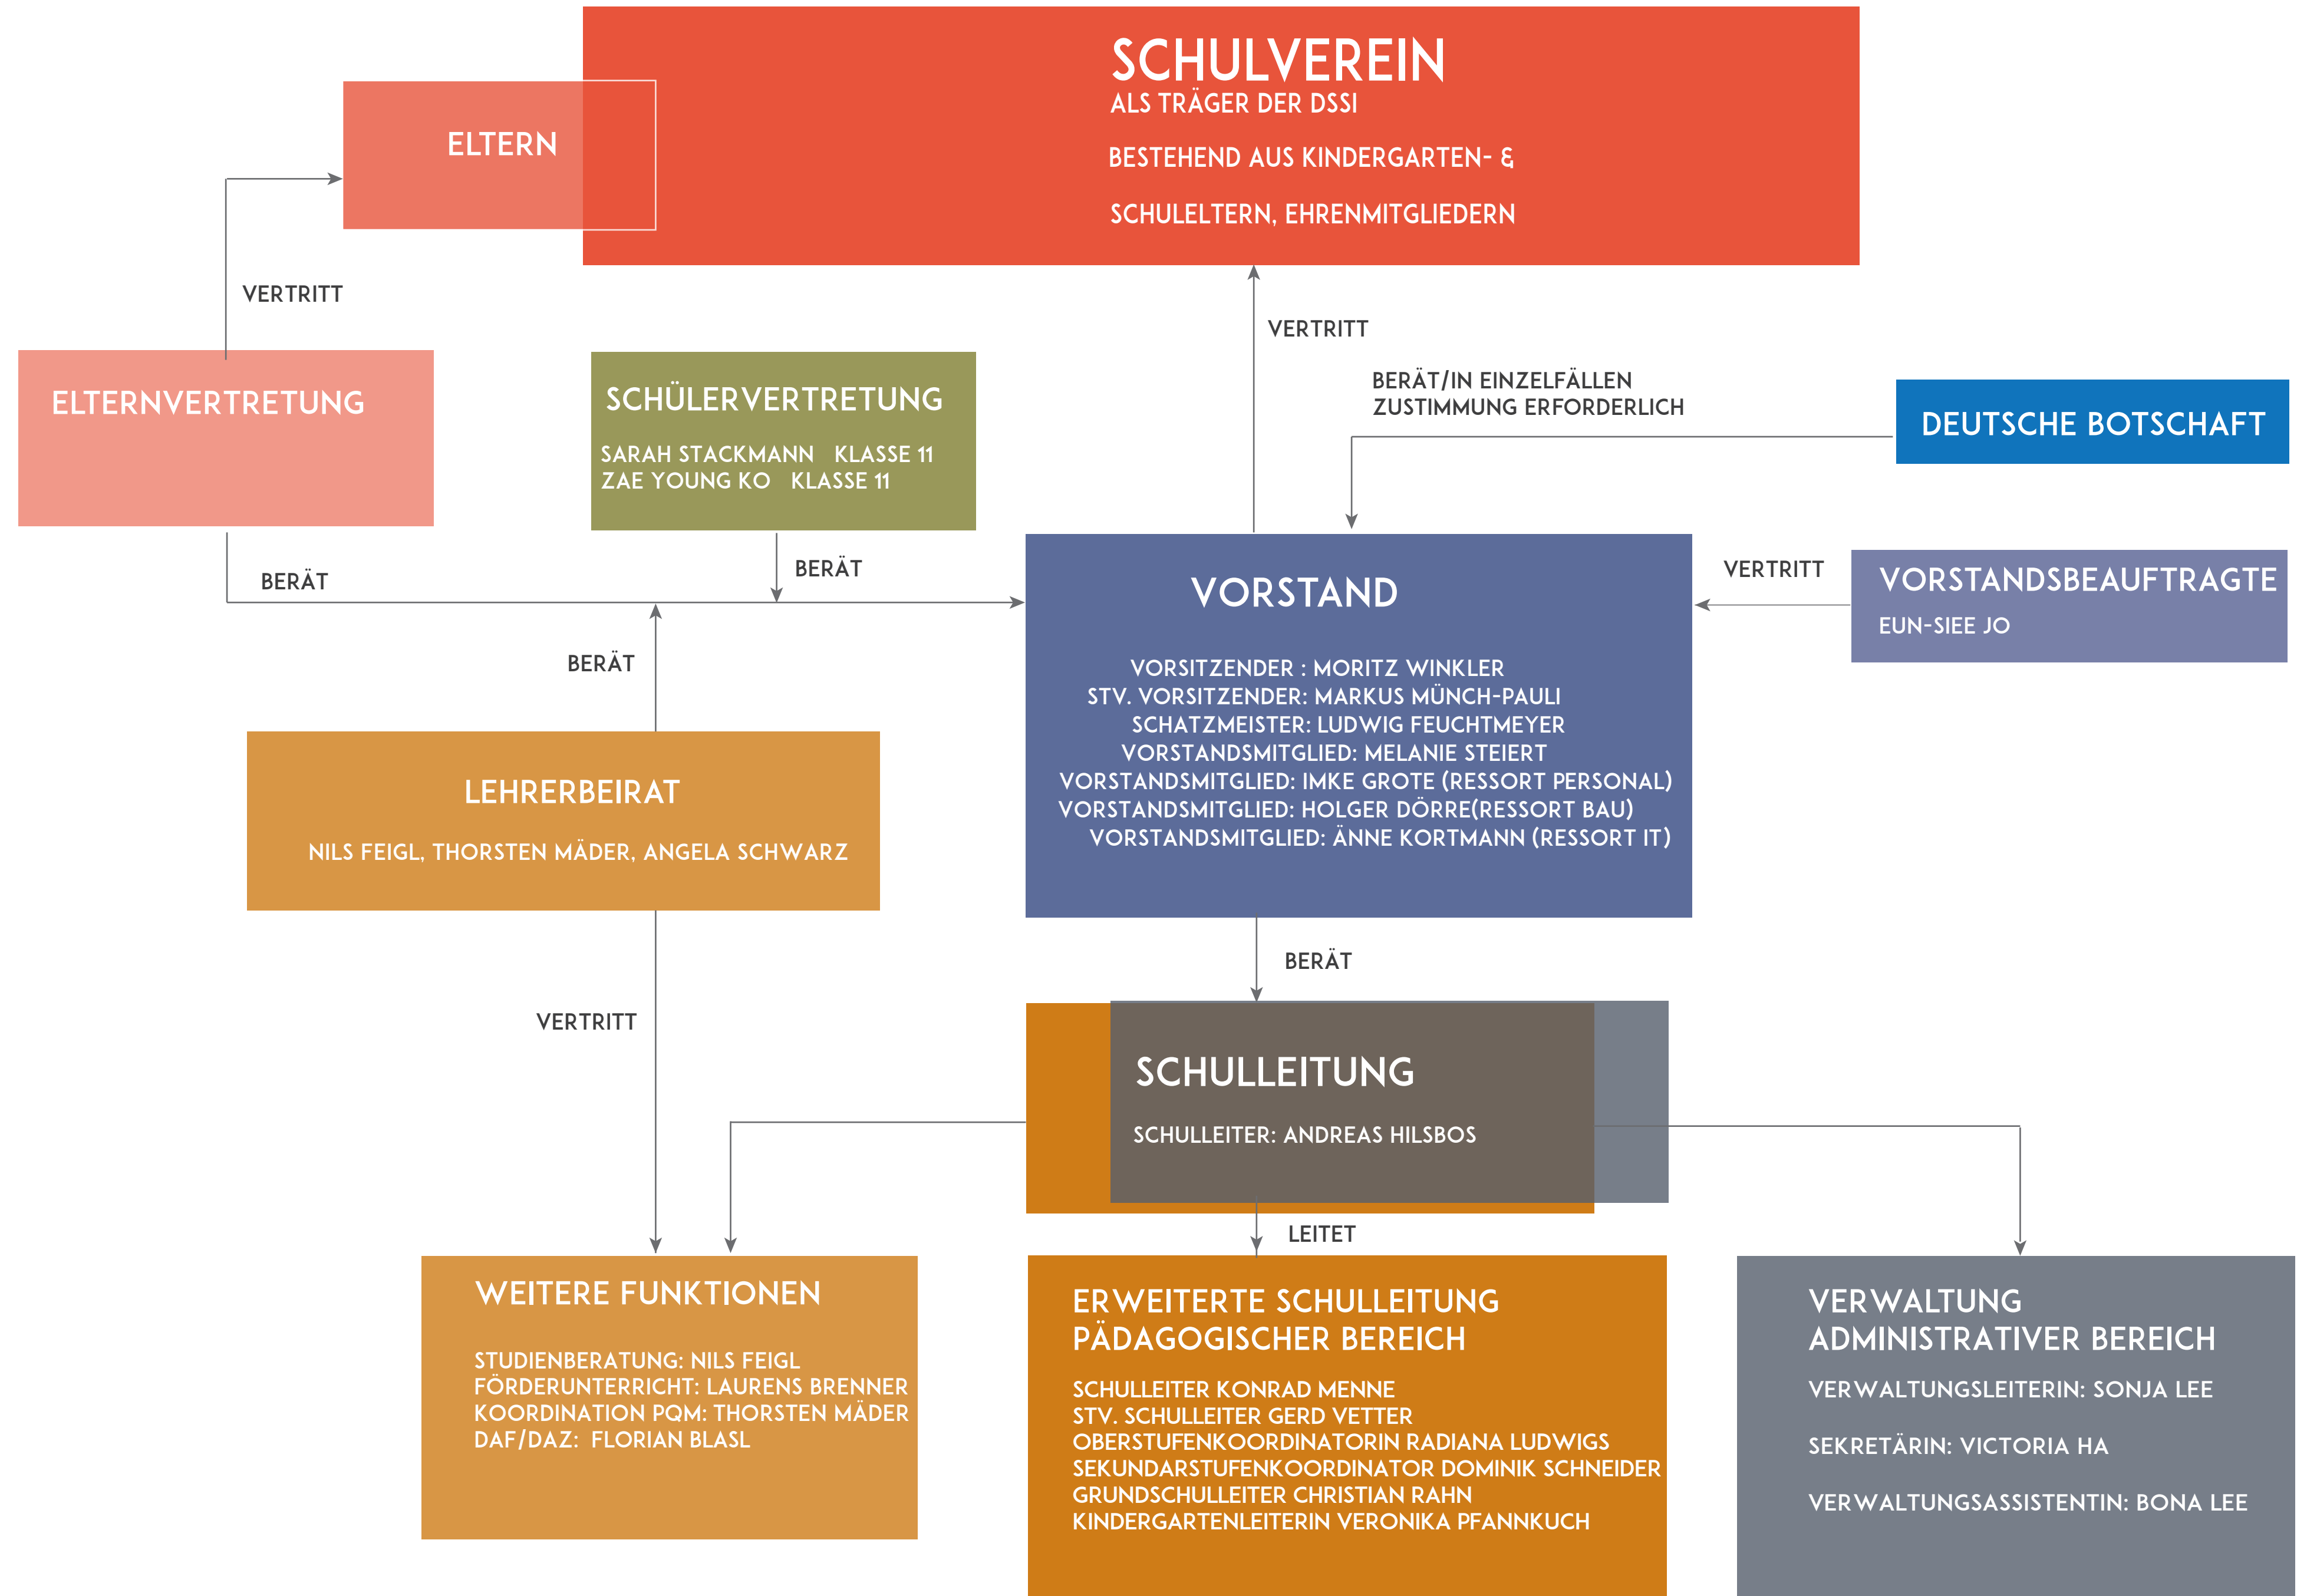 SCHULVEREIN
ALS TRÄGER DER DSSI
BESTEHEND AUS KINDERGARTEN- &
SCHULELTERN, EHRENMITGLIEDERN
ELTERN
VERTRITT
VERTRITT
ELTERNVERTRETUNG
SCHÜLERVERTRETUNG
SARAH STACKMANN KLASSE 11
ZAE YOUNG KO KLASSE 11
BERÄT/IN EINZELFÄLLEN
ZUSTIMMUNG ERFORDERLICH
DEUTSCHE BOTSCHAFT
BERÄT
BERÄT
BERÄT
VERTRITT
VORSTANDSBEAUFTRAGTE
EUN-SIEE JO
VORSTAND
VORSITZENDER : MORITZ WINKLER
STV. VORSITZENDER: MARKUS MÜNCH-PAULI
SCHATZMEISTER: LUDWIG FEUCHTMEYER
VORSTANDSMITGLIED: MELANIE STEIERT
VORSTANDSMITGLIED: IMKE GROTE (RESSORT PERSONAL)
VORSTANDSMITGLIED: HOLGER DÖRRE(RESSORT BAU)
VORSTANDSMITGLIED: ÄNNE KORTMANN (RESSORT IT)
LEHRERBEIRAT
NILS FEIGL, THORSTEN MÄDER, ANGELA SCHWARZ
BERÄT
VERTRITT
SCHULLEITUNG
SCHULLEITER: ANDREAS HILSBOS
LEITET
WEITERE FUNKTIONEN
STUDIENBERATUNG: NILS FEIGL
FÖRDERUNTERRICHT: LAURENS BRENNER
KOORDINATION PQM: THORSTEN MÄDER
DAF/DAZ: FLORIAN BLASL
ERWEITERTE SCHULLEITUNG
PÄDAGOGISCHER BEREICH
SCHULLEITER KONRAD MENNE
STV. SCHULLEITER GERD VETTER
OBERSTUFENKOORDINATORIN RADIANA LUDWIGS
SEKUNDARSTUFENKOORDINATOR DOMINIK SCHNEIDER
GRUNDSCHULLEITER CHRISTIAN RAHN
KINDERGARTENLEITERIN VERONIKA PFANNKUCH
VERWALTUNG
ADMINISTRATIVER BEREICH
VERWALTUNGSLEITERIN: SONJA LEE
SEKRETÄRIN: VICTORIA HA
VERWALTUNGSASSISTENTIN: BONA LEE